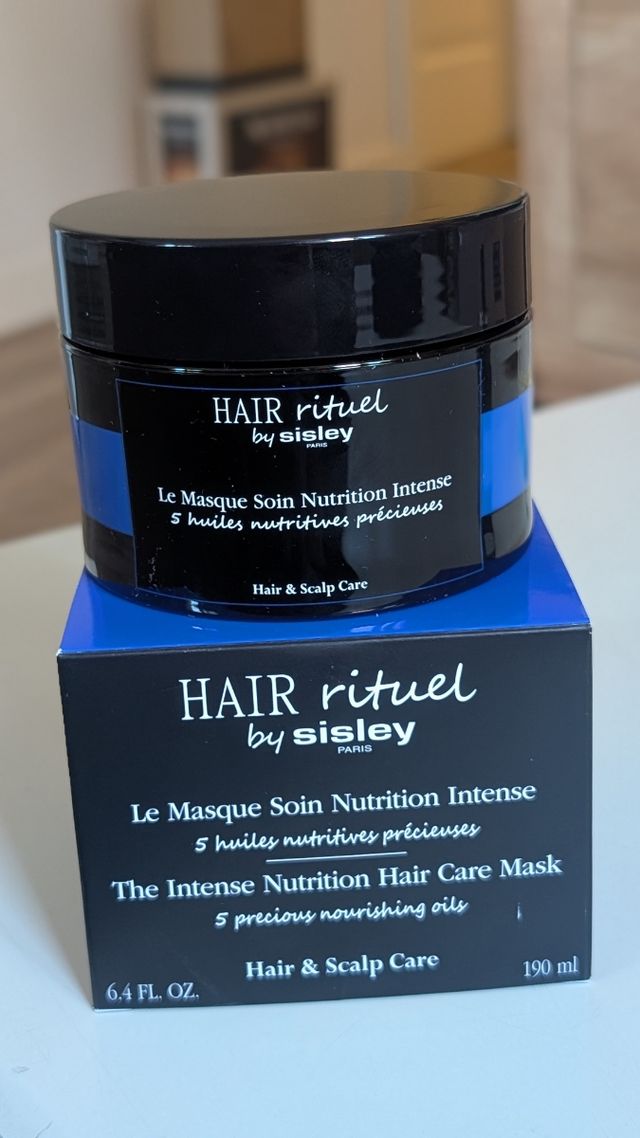 HAIR rituel
by sisley
PARIS
Le Masque Soin Nutrition Intense
5 huiles nutritives précieuses
Hair & Scalp Care
HAIR rituel
by sisley
PARIS
Le Masque Soin Nutrition Intense
5 huiles nutritives précieuses
The Intense Nutrition Hair Care Mask
5 precious nourishing oils
Hair & Scalp Care
6.4 FL. OZ. 190 ml